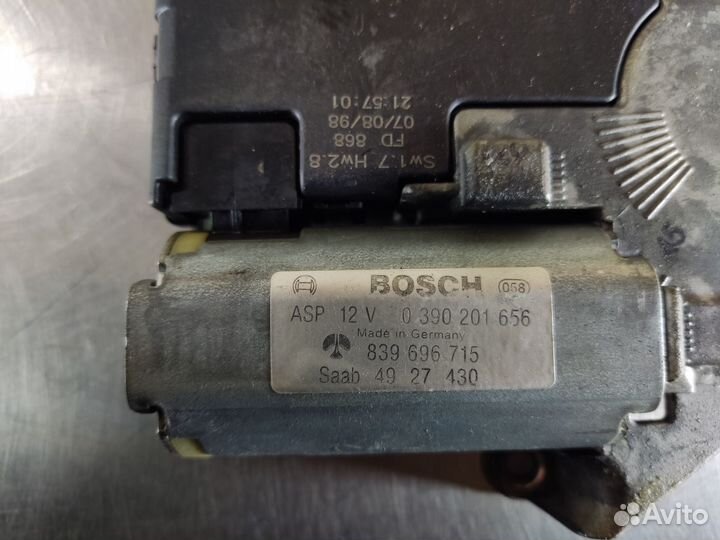 Sw1.7 Hw2.8
FD 868
07/08/98
21:57:01
BOSCH 058
ASP 12 V 0 390 201 656
Made in Germany
839 696 715
Saab 49 27 430
Avito